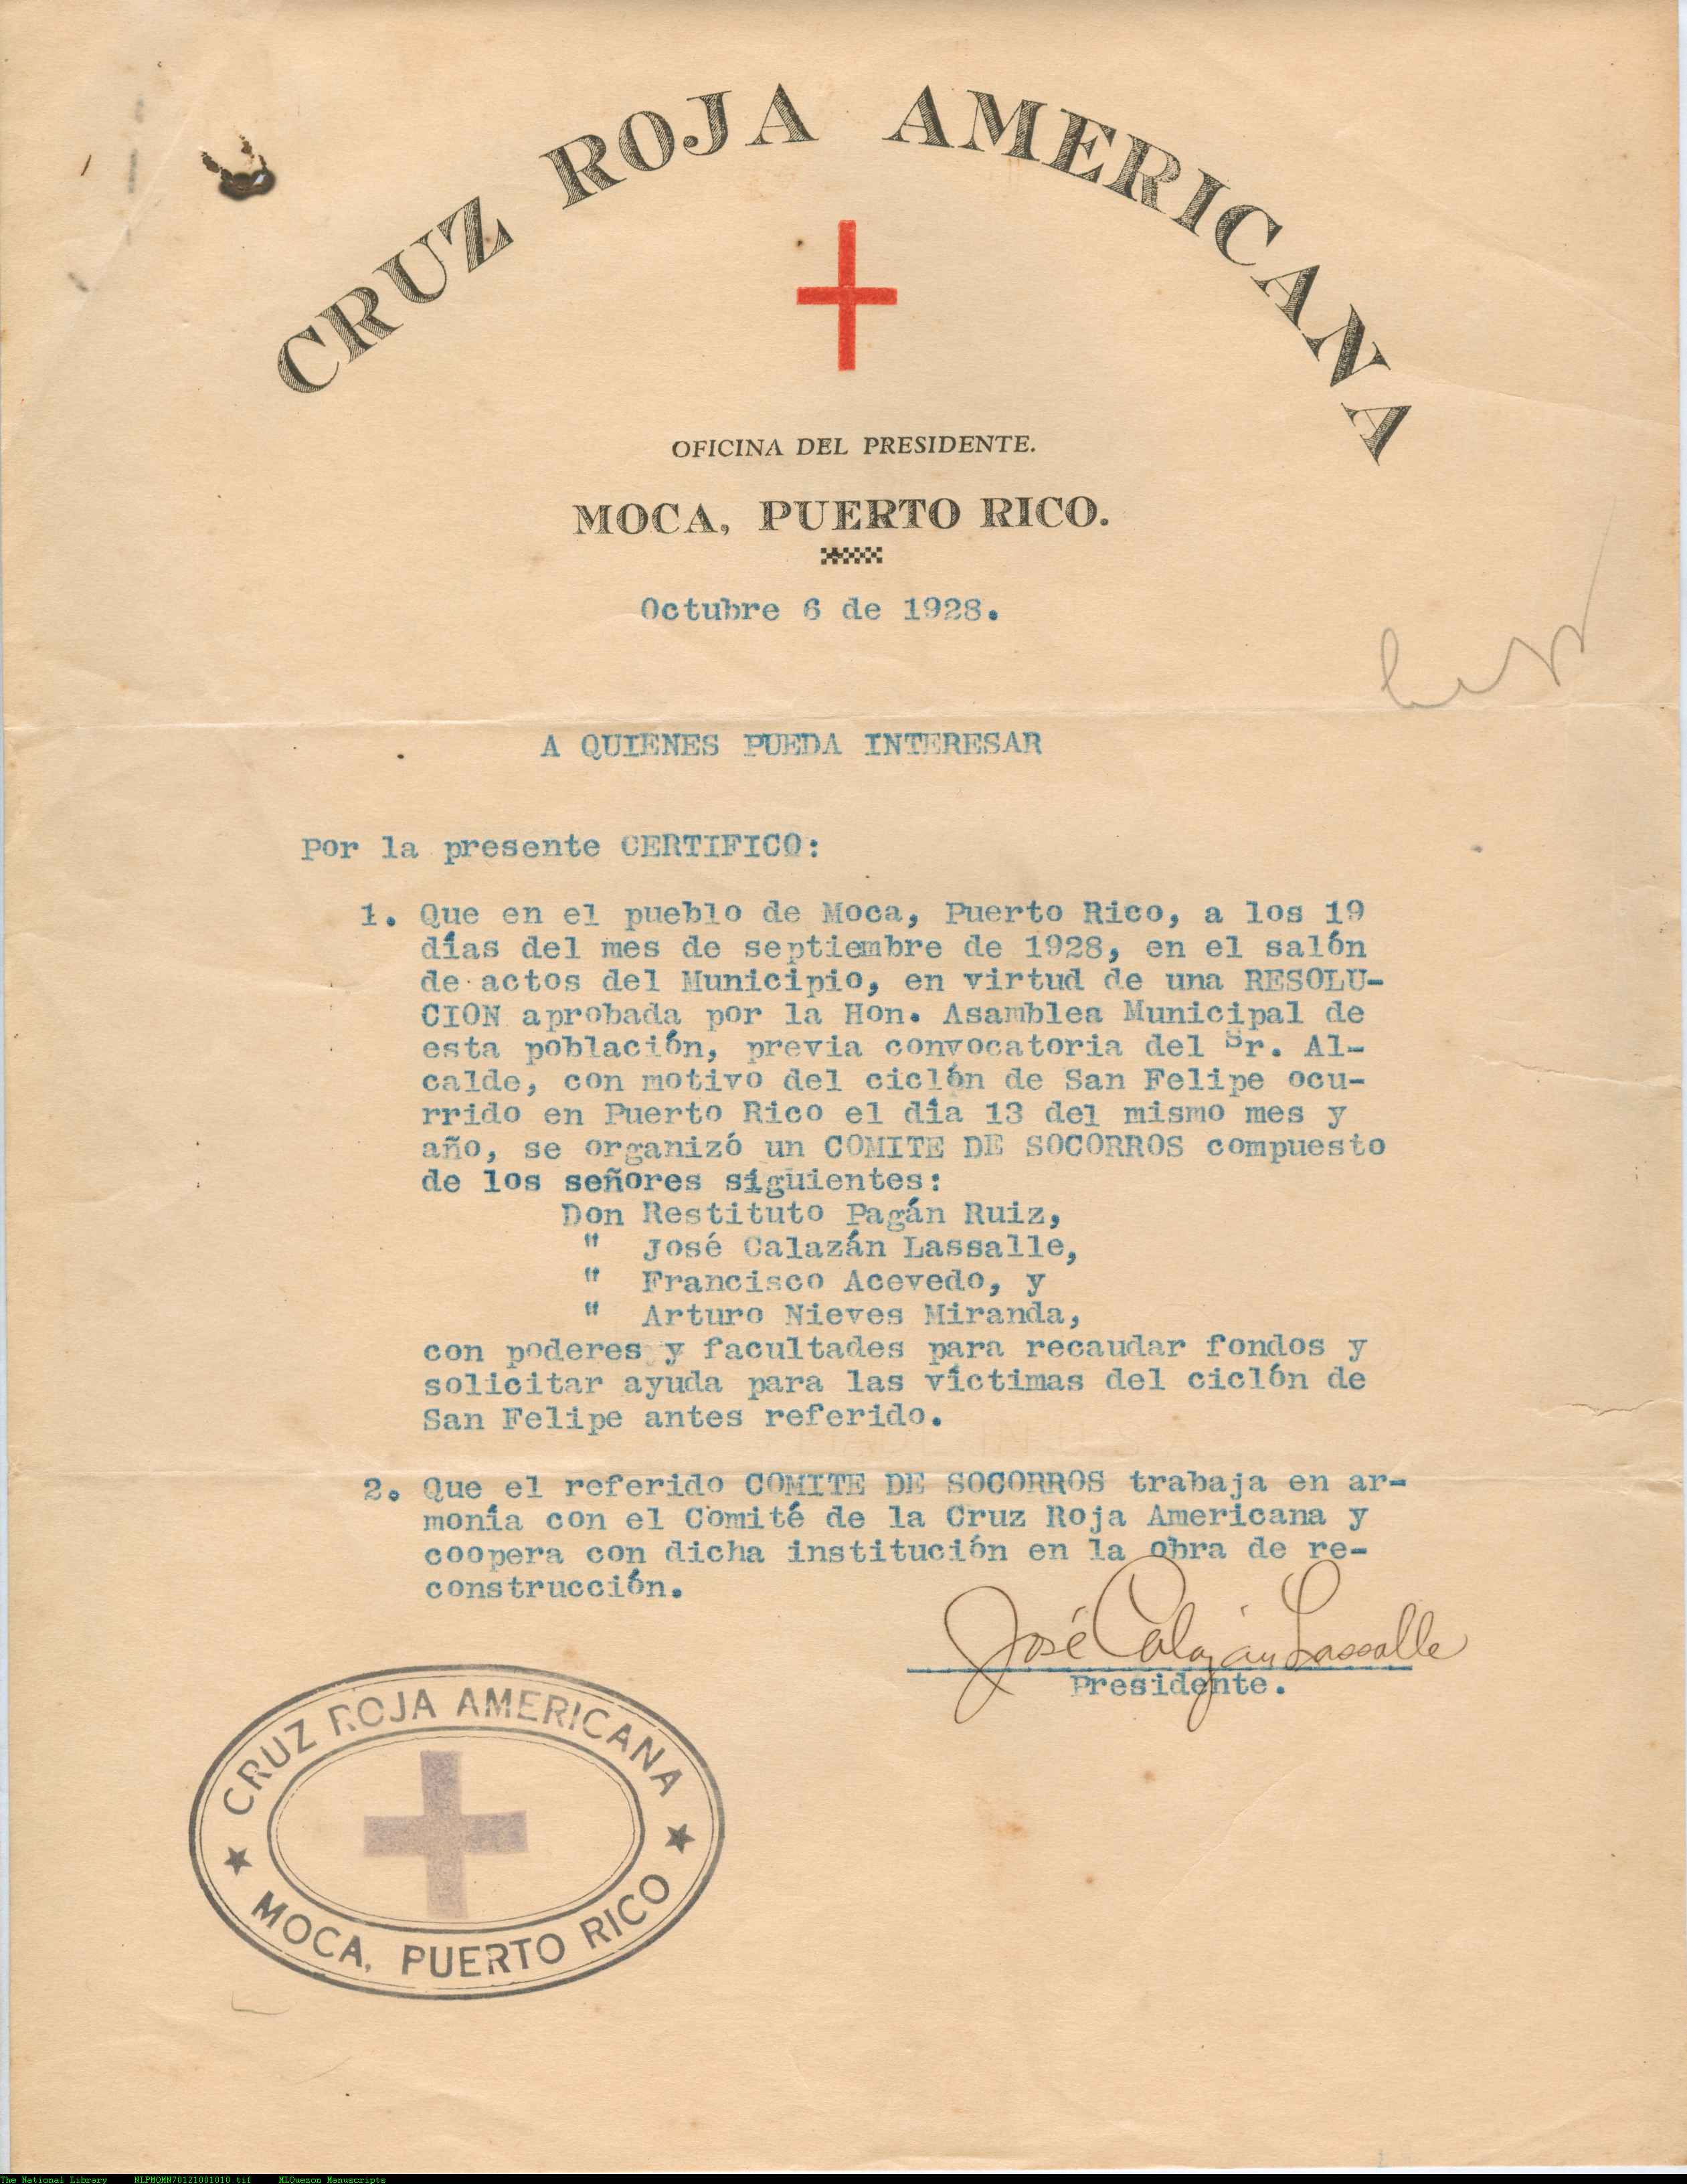 CRUZ ROJA AMERICANA
OFICINA DEL PRESIDENTE.
MOCA, PUERTO RICO.
Octubre 6 de 1928.
A QUIENES PUEDA INTERESAR
Por la presente CERTIFICO:
1. Que en el pueblo de Moca, Puerto Rico, a los 19
días del mes de septiembre de 1928, en el salón
de actos del Municipio, en virtud de una RESOLU-
CION aprobada por la Hon. Asamblea Municipal de
esta población, previa convocatoria del Sr. Al-
calde, con motivo del ciclón de San Felipe ocu-
rrido en Puerto Rico el día 13 del mismo mes y
año, se organizó un COMITE DE SOCORROS compuesto
de los señores siguientes:
Don Restituto Pagán Ruiz,
" José Calazán Lassalle,
" Francisco Acevedo, y
" Arturo Nieves Miranda,
con poderes y facultades para recaudar fondos y
solicitar ayuda para las víctimas del ciclón de
San Felipe antes referido.
2. Que el referido COMITE DE SOCORROS trabaja en ar-
monía con el Comité de la Cruz Roja Americana y
coopera con dicha institución en la obra de re-
construcción.
José Calazán Lassalle
Presidente.
CRUZ ROJA AMERICANA
MOCA, PUERTO RICO
The National Library NLPMQMN70121001010.tif MLQuezon Manuscripts